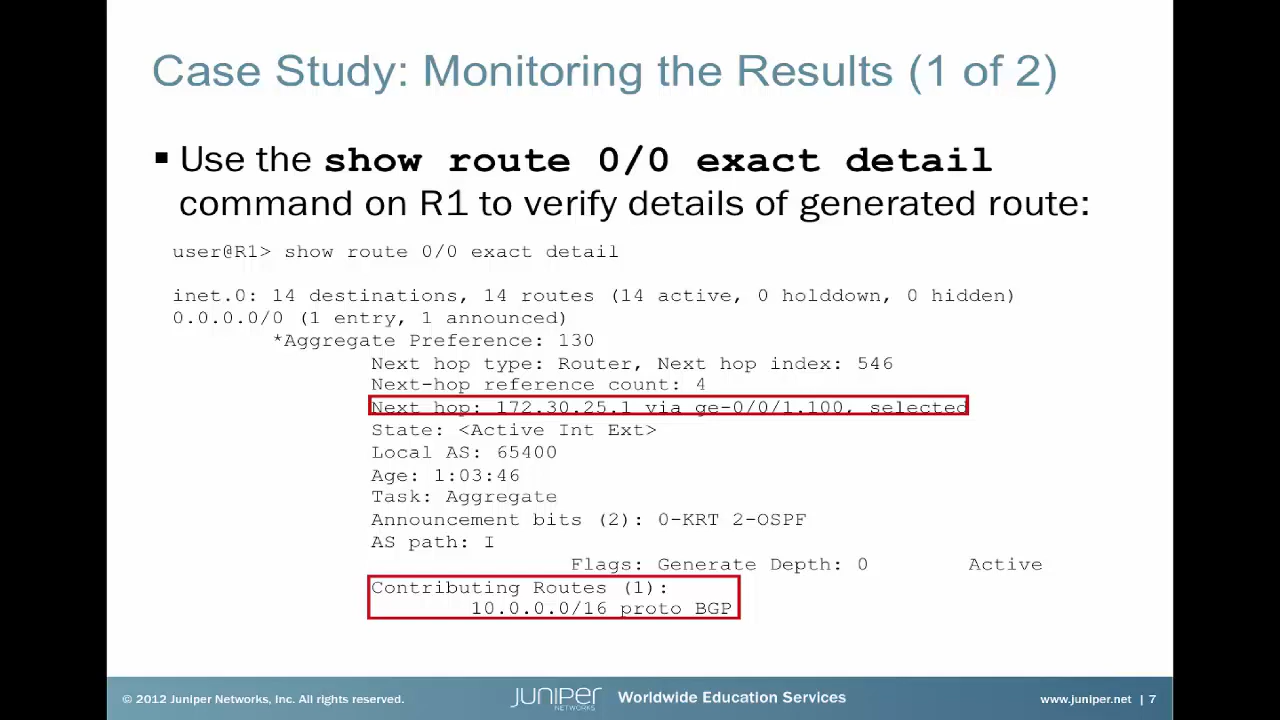 Case Study: Monitoring the Results (1 of 2)
▪ Use the show route 0/0 exact detail
command on R1 to verify details of generated route:
user@R1> show route 0/0 exact detail
inet.0: 14 destinations, 14 routes (14 active, 0 holddown, 0 hidden)
0.0.0.0/0 (1 entry, 1 announced)
*Aggregate Preference: 130
Next hop type: Router, Next hop index: 546
Next-hop reference count: 4
Next hop: 172.30.25.1 via ge-0/0/1.100, selected
State: <Active Int Ext>
Local AS: 65400
Age: 1:03:46
Task: Aggregate
Announcement bits (2): 0-KRT 2-OSPF
AS path: I
Flags: Generate Depth: 0 Active
Contributing Routes (1):
10.0.0.0/16 proto BGP
© 2012 Juniper Networks, Inc. All rights reserved.
JUNIPER
NETWORKS
Worldwide Education Services
www.juniper.net | 7